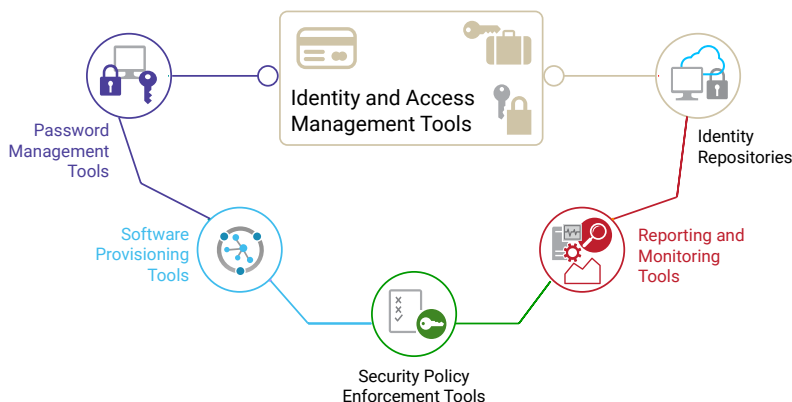 Identity and Access
Management Tools
Password
Management
Tools
Identity
Repositories
Software
Provisioning
Tools
Reporting and
Monitoring
Tools
Security Policy
Enforcement Tools